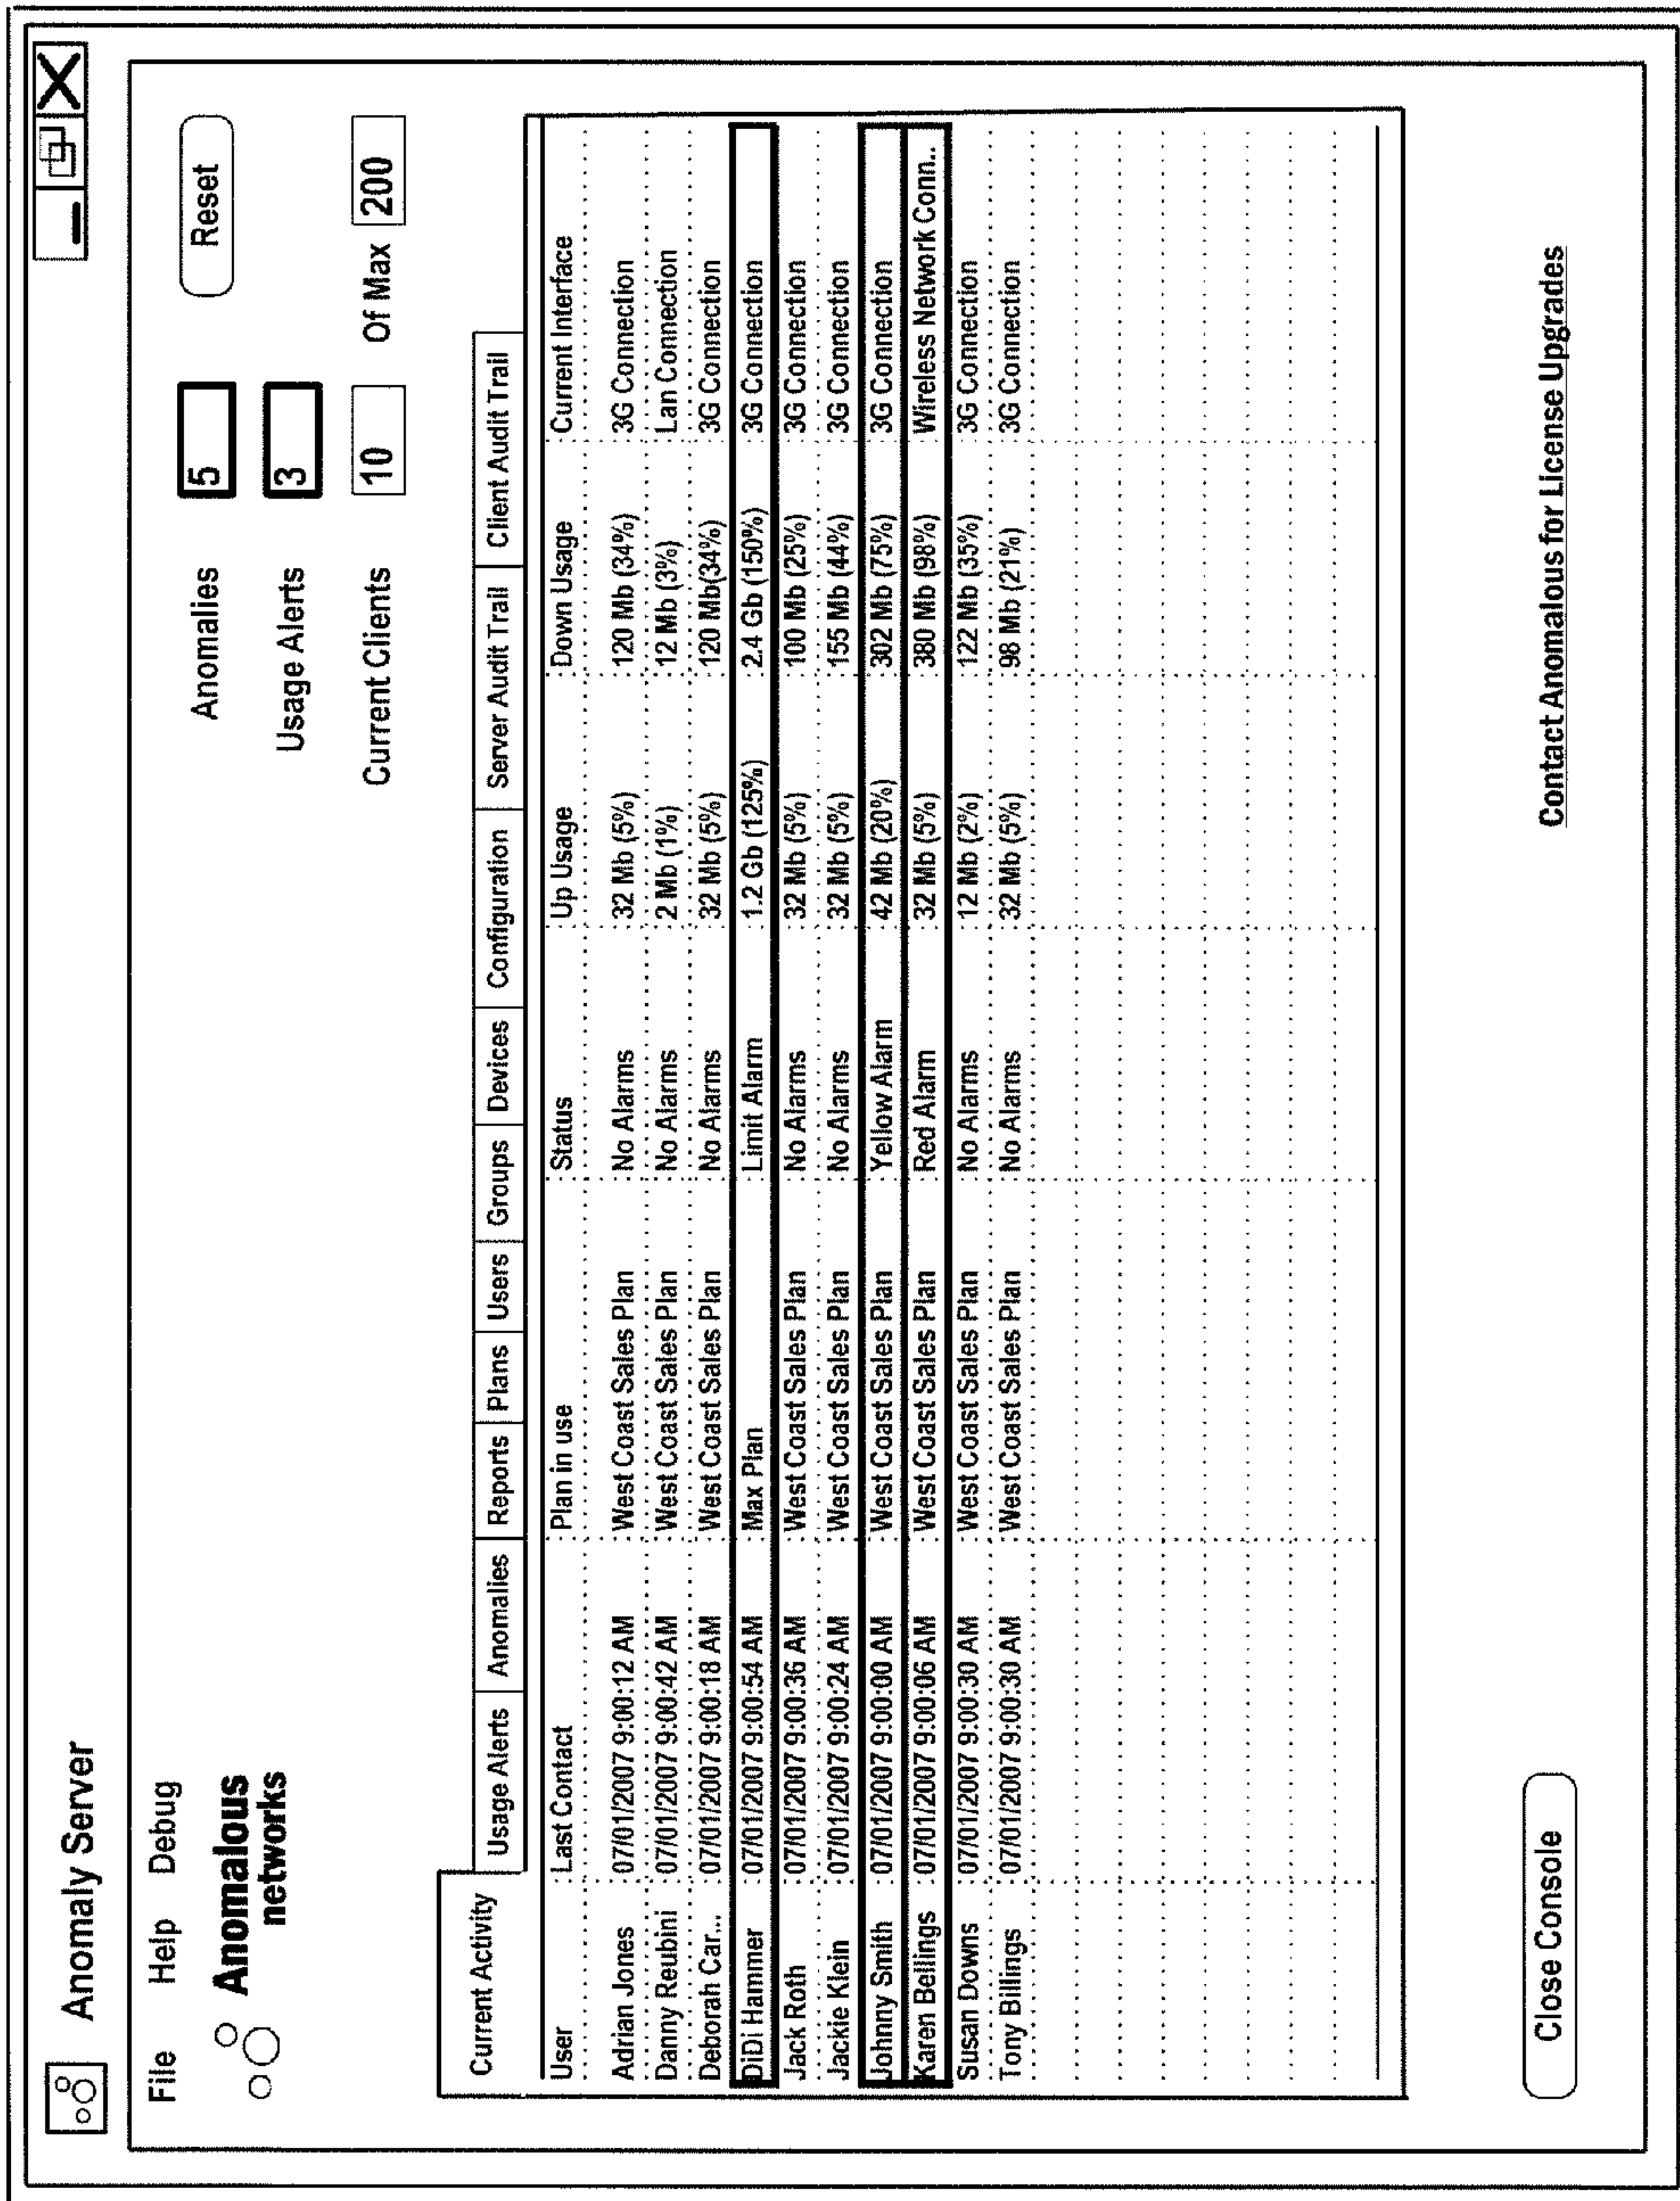 Anomaly Server
File Help Debug
Anomalous
networks
Anomalies 5 Reset
Usage Alerts 3
Current Clients 10 Of Max 200
Current Activity Usage Alerts Anomalies Reports Plans Users Groups Devices Configuration Server Audit Trail Client Audit Trail
User Last Contact Plan in use Status Up Usage Down Usage Current Interface
Adrian Jones 07/01/2007 9:00:12 AM West Coast Sales Plan No Alarms 32 Mb (5%) 120 Mb (34%) 3G Connection
Danny Reubini 07/01/2007 9:00:42 AM West Coast Sales Plan No Alarms 2 Mb (1%) 12 Mb (3%) Lan Connection
Deborah Car... 07/01/2007 9:00:18 AM West Coast Sales Plan No Alarms 32 Mb (5%) 120 Mb(34%) 3G Connection
DiDi Hammer 07/01/2007 9:00:54 AM Max Plan Limit Alarm 1.2 Gb (125%) 2.4 Gb (150%) 3G Connection
Jack Roth 07/01/2007 9:00:36 AM West Coast Sales Plan No Alarms 32 Mb (5%) 100 Mb (25%) 3G Connection
Jackie Klein 07/01/2007 9:00:24 AM West Coast Sales Plan No Alarms 32 Mb (5%) 155 Mb (44%) 3G Connection
Johnny Smith 07/01/2007 9:00:00 AM West Coast Sales Plan Yellow Alarm 42 Mb (20%) 302 Mb (75%) 3G Connection
Karen Bellings 07/01/2007 9:00:06 AM West Coast Sales Plan Red Alarm 32 Mb (5%) 380 Mb (98%) Wireless Network Conn..
Susan Downs 07/01/2007 9:00:30 AM West Coast Sales Plan No Alarms 12 Mb (2%) 122 Mb (35%) 3G Connection
Tony Billings 07/01/2007 9:00:30 AM West Coast Sales Plan No Alarms 32 Mb (5%) 98 Mb (21%) 3G Connection
Close Console Contact Anomalous for License Upgrades